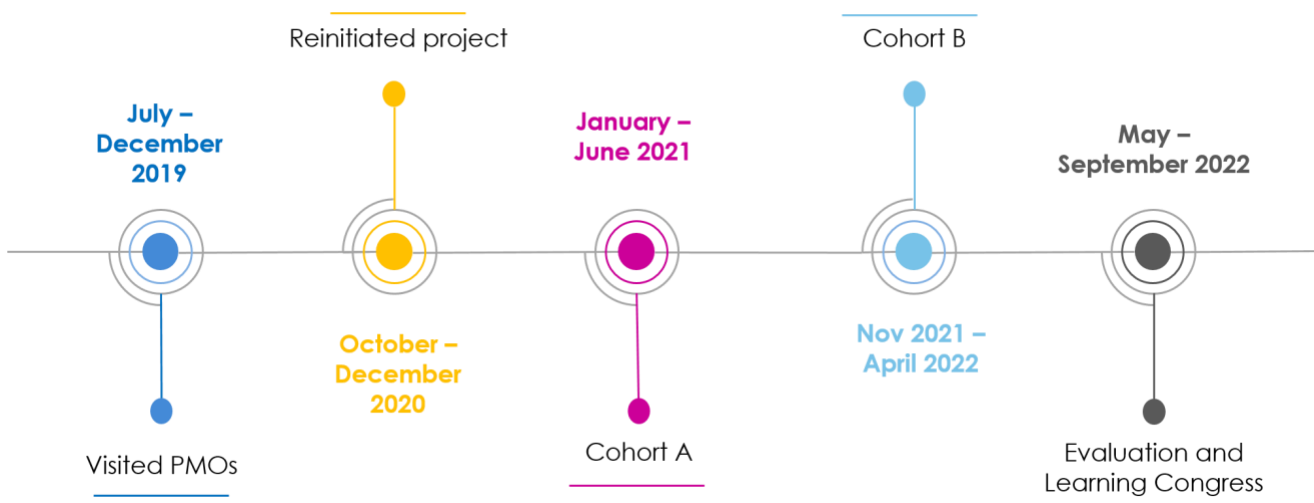 July –
December
2019
Visited PMOs
Reinitiated project
October –
December
2020
January –
June 2021
Cohort A
Cohort B
Nov 2021 –
April 2022
May –
September 2022
Evaluation and
Learning Congress